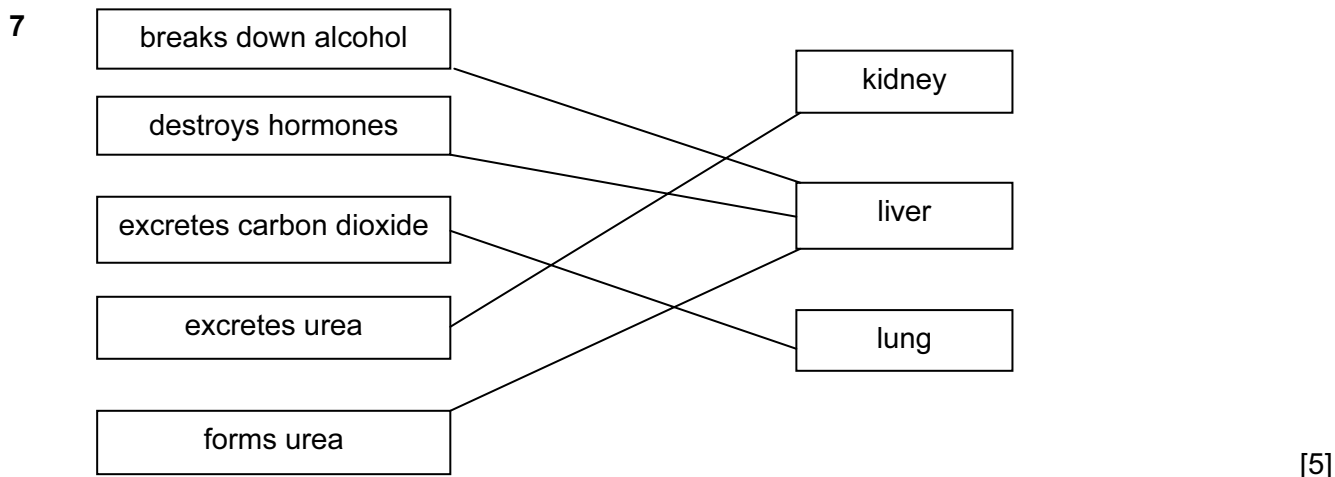 7
breaks down alcohol
destroys hormones
excretes carbon dioxide
excretes urea
forms urea
kidney
liver
lung
[5]